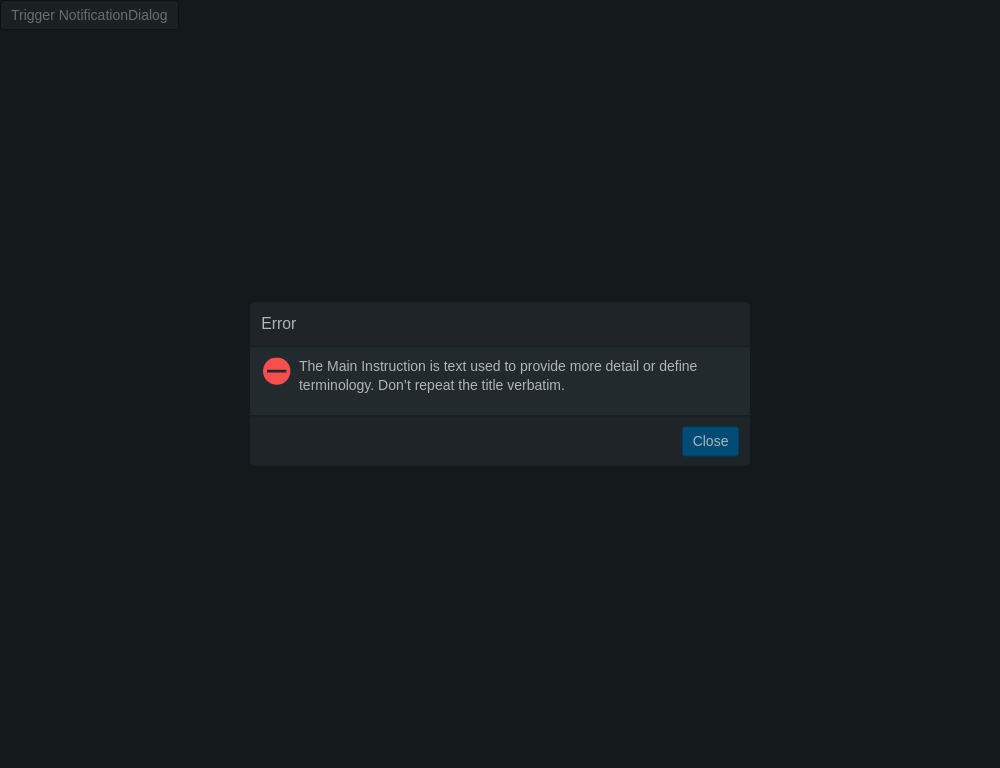 Trigger NotificationDialog
Error
The Main Instruction is text used to provide more detail or define
terminology. Don't repeat the title verbatim.
Close